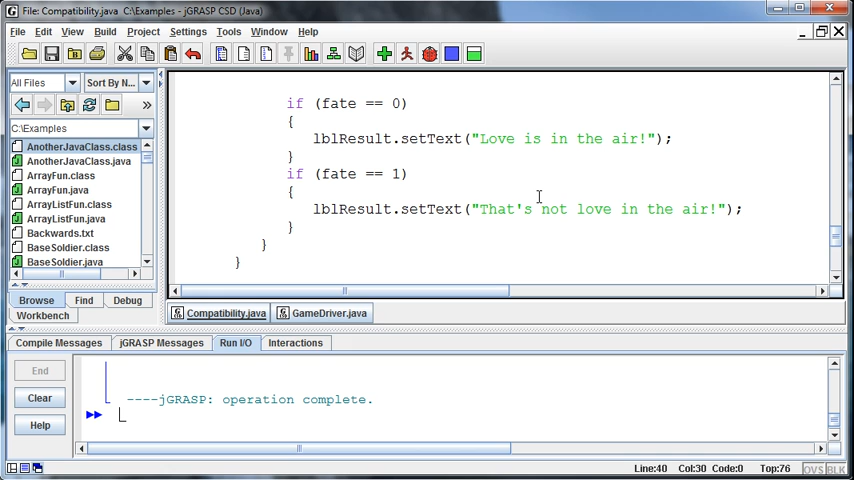 File: Compatibility.java C:\Examples - jGRASP CSD (Java)
File Edit View Build Project Settings Tools Window Help
All Files Sort By N...
C:\Examples
AnotherJavaClass.class
AnotherJavaClass.java
ArrayFun.class
ArrayFun.java
ArrayListFun.class
ArrayListFun.java
Backwards.txt
BaseSoldier.class
BaseSoldier.java
Browse Find Debug
Workbench
if (fate == 0)
{
lblResult.setText("Love is in the air!");
}
if (fate == 1)
{
lblResult.setText("That's not love in the air!");
}
}
}
Compatibility.java GameDriver.java
Compile Messages jGRASP Messages Run I/O Interactions
End
Clear
Help
----jGRASP: operation complete.
Line:40 Col:30 Code:0 Top:76 OVS BLK